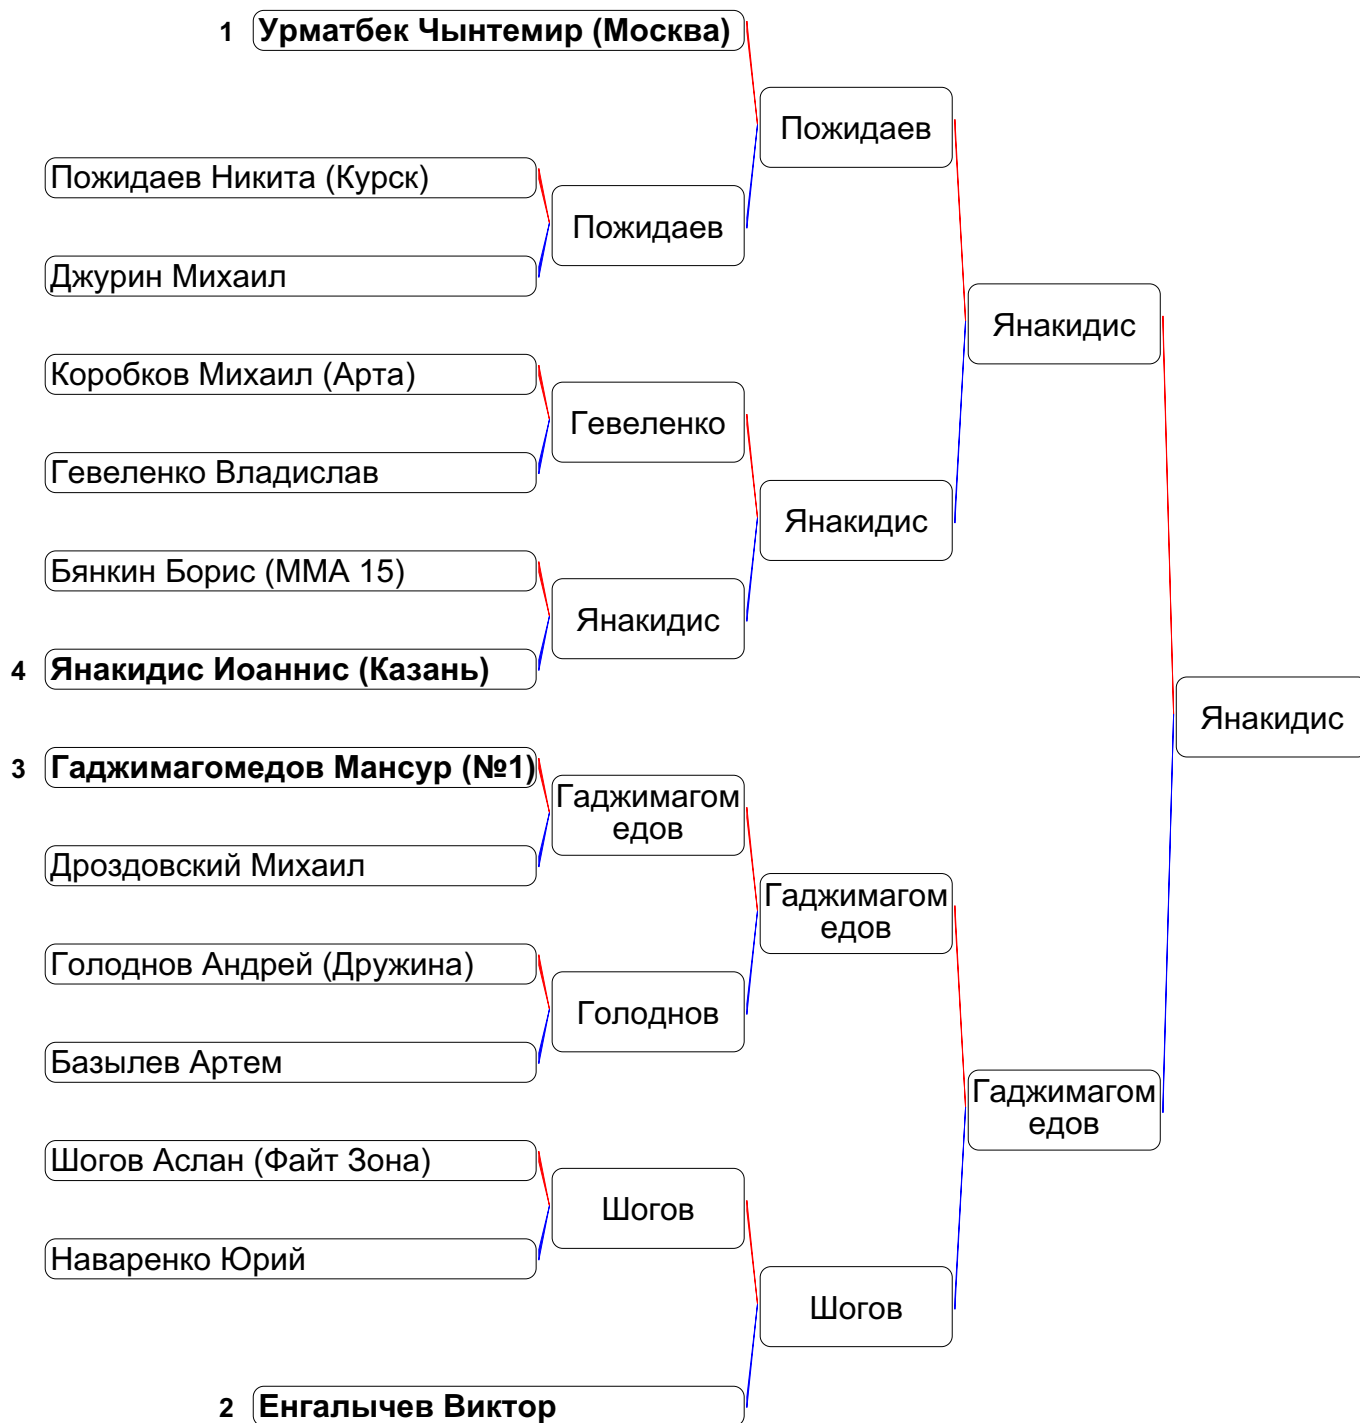 1 Урматбек Чынтемир (Москва)
Пожидаев
Пожидаев Никита (Курск)
Пожидаев
Джурин Михаил
Янакидис
Коробков Михаил (Арта)
Гевеленко
Гевеленко Владислав
Янакидис
Бянкин Борис (ММА 15)
Янакидис
4 Янакидис Иоаннис (Казань)
Янакидис
3 Гаджимагомедов Мансур (№1)
Гаджимагом
едов
Дроздовский Михаил
Гаджимагом
едов
Голоднов Андрей (Дружина)
Голоднов
Базылев Артем
Гаджимагом
едов
Шогов Аслан (Файт Зона)
Шогов
Наваренко Юрий
Шогов
2 Енгалычев Виктор